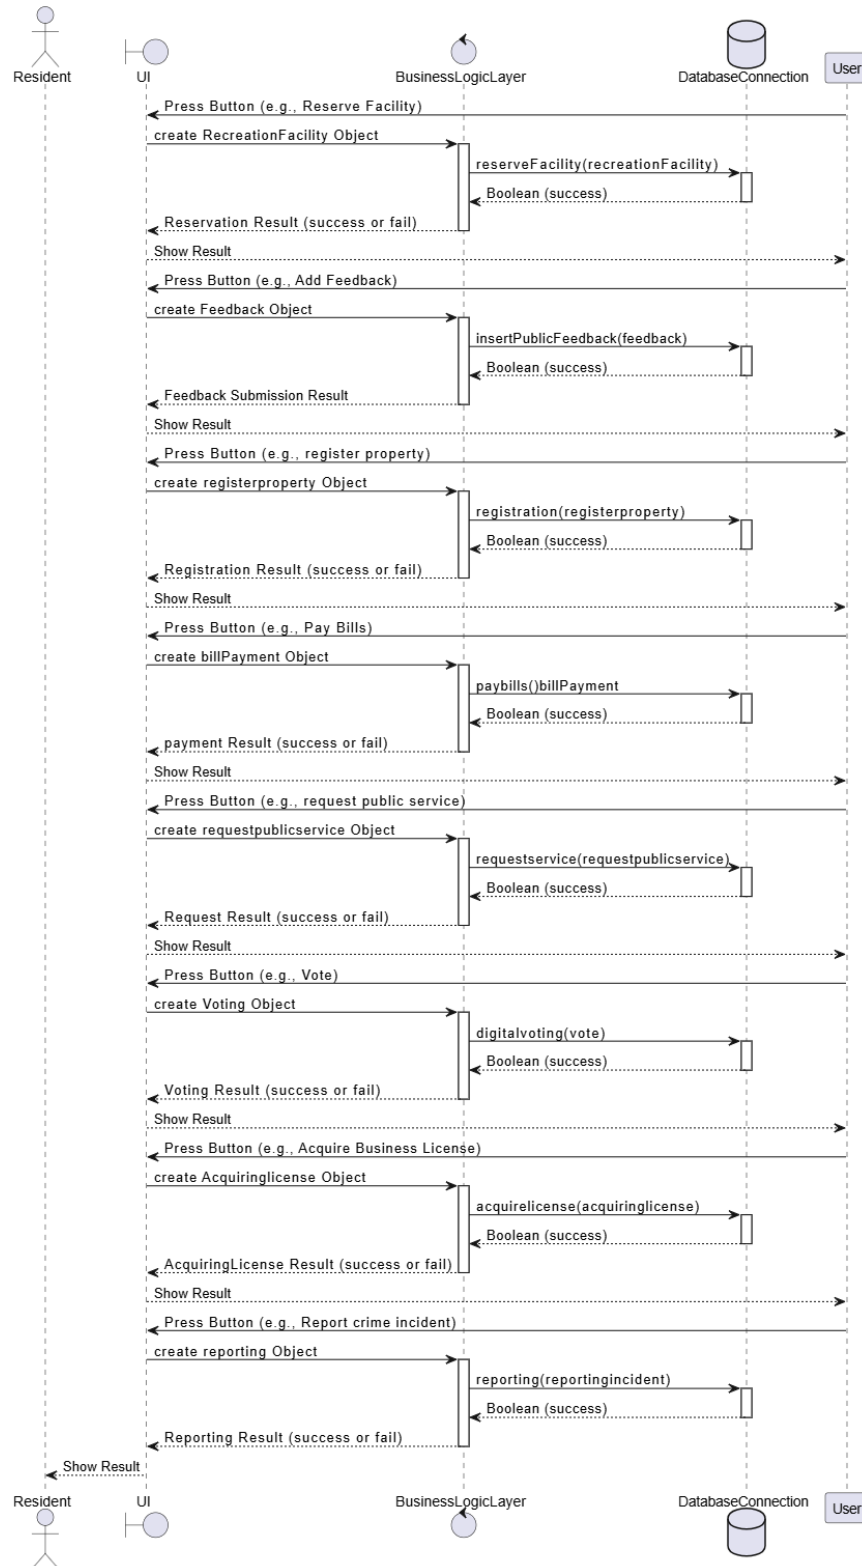 Resident
UI
BusinessLogicLayer
DatabaseConnection
User
Press Button (e.g., Reserve Facility)
create RecreationFacility Object
reserveFacility(recreationFacility)
Boolean (success)
Reservation Result (success or fail)
Show Result
Press Button (e.g., Add Feedback)
create Feedback Object
insertPublicFeedback(feedback)
Boolean (success)
Feedback Submission Result
Show Result
Press Button (e.g., register property)
create registerproperty Object
registration(registerproperty)
Boolean (success)
Registration Result (success or fail)
Show Result
Press Button (e.g., Pay Bills)
create billPayment Object
paybills()billPayment
Boolean (success)
payment Result (success or fail)
Show Result
Press Button (e.g., request public service)
create requestpublicservice Object
requestservice(requestpublicservice)
Boolean (success)
Request Result (success or fail)
Show Result
Press Button (e.g., Vote)
create Voting Object
digitalvoting(vote)
Boolean (success)
Voting Result (success or fail)
Show Result
Press Button (e.g., Acquire Business License)
create Acquiringlicense Object
acquirelicense(acquiringlicense)
Boolean (success)
AcquiringLicense Result (success or fail)
Show Result
Press Button (e.g., Report crime incident)
create reporting Object
reporting(reportingincident)
Boolean (success)
Reporting Result (success or fail)
Show Result
Resident
UI
BusinessLogicLayer
DatabaseConnection
User